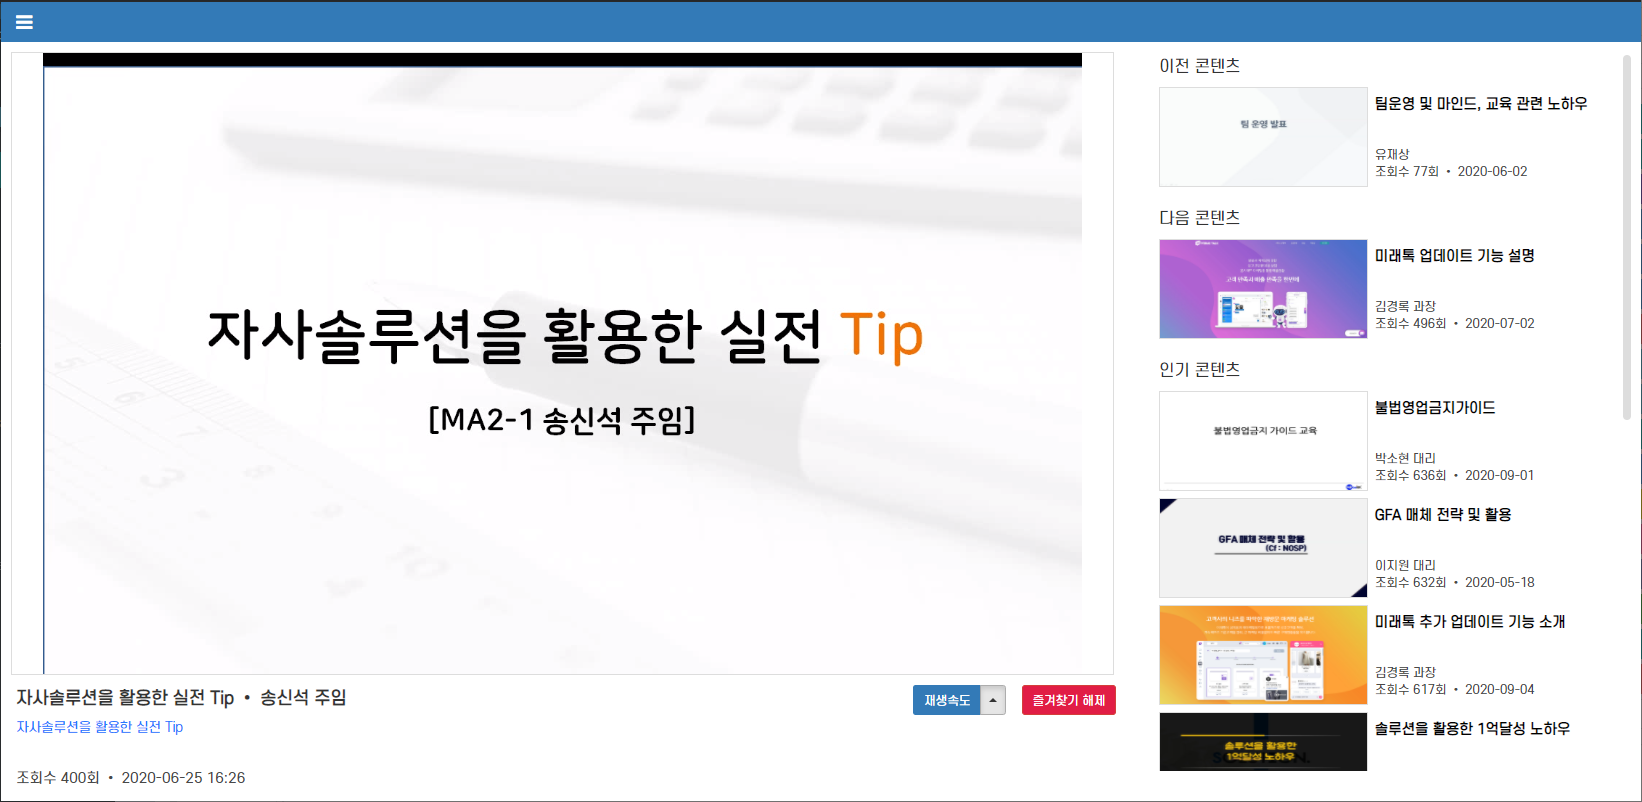 자사솔루션을 활용한 실전 Tip
[MA2-1 송신석 주임]
자사솔루션을 활용한 실전 Tip • 송신석 주임
재생속도
즐겨찾기 해제
자사솔루션을 활용한 실전 Tip
조회수 400회 • 2020-06-25 16:26
이전 콘텐츠
팀 운영 발표
팀운영 및 마인드, 교육 관련 노하우
유재상
조회수 77회 • 2020-06-02
다음 콘텐츠
미래톡 업데이트 기능 설명
김경록 과장
조회수 496회 • 2020-07-02
인기 콘텐츠
불법영업금지 가이드 교육
불법영업금지가이드
박소현 대리
조회수 636회 • 2020-09-01
GFA 매체 전략 및 활용
(Cf : NOSP)
GFA 매체 전략 및 활용
이지원 대리
조회수 632회 • 2020-05-18
미래톡 추가 업데이트 기능 소개
김경록 과장
조회수 617회 • 2020-09-04
솔루션을 활용한
1억달성 노하우
솔루션을 활용한 1억달성 노하우